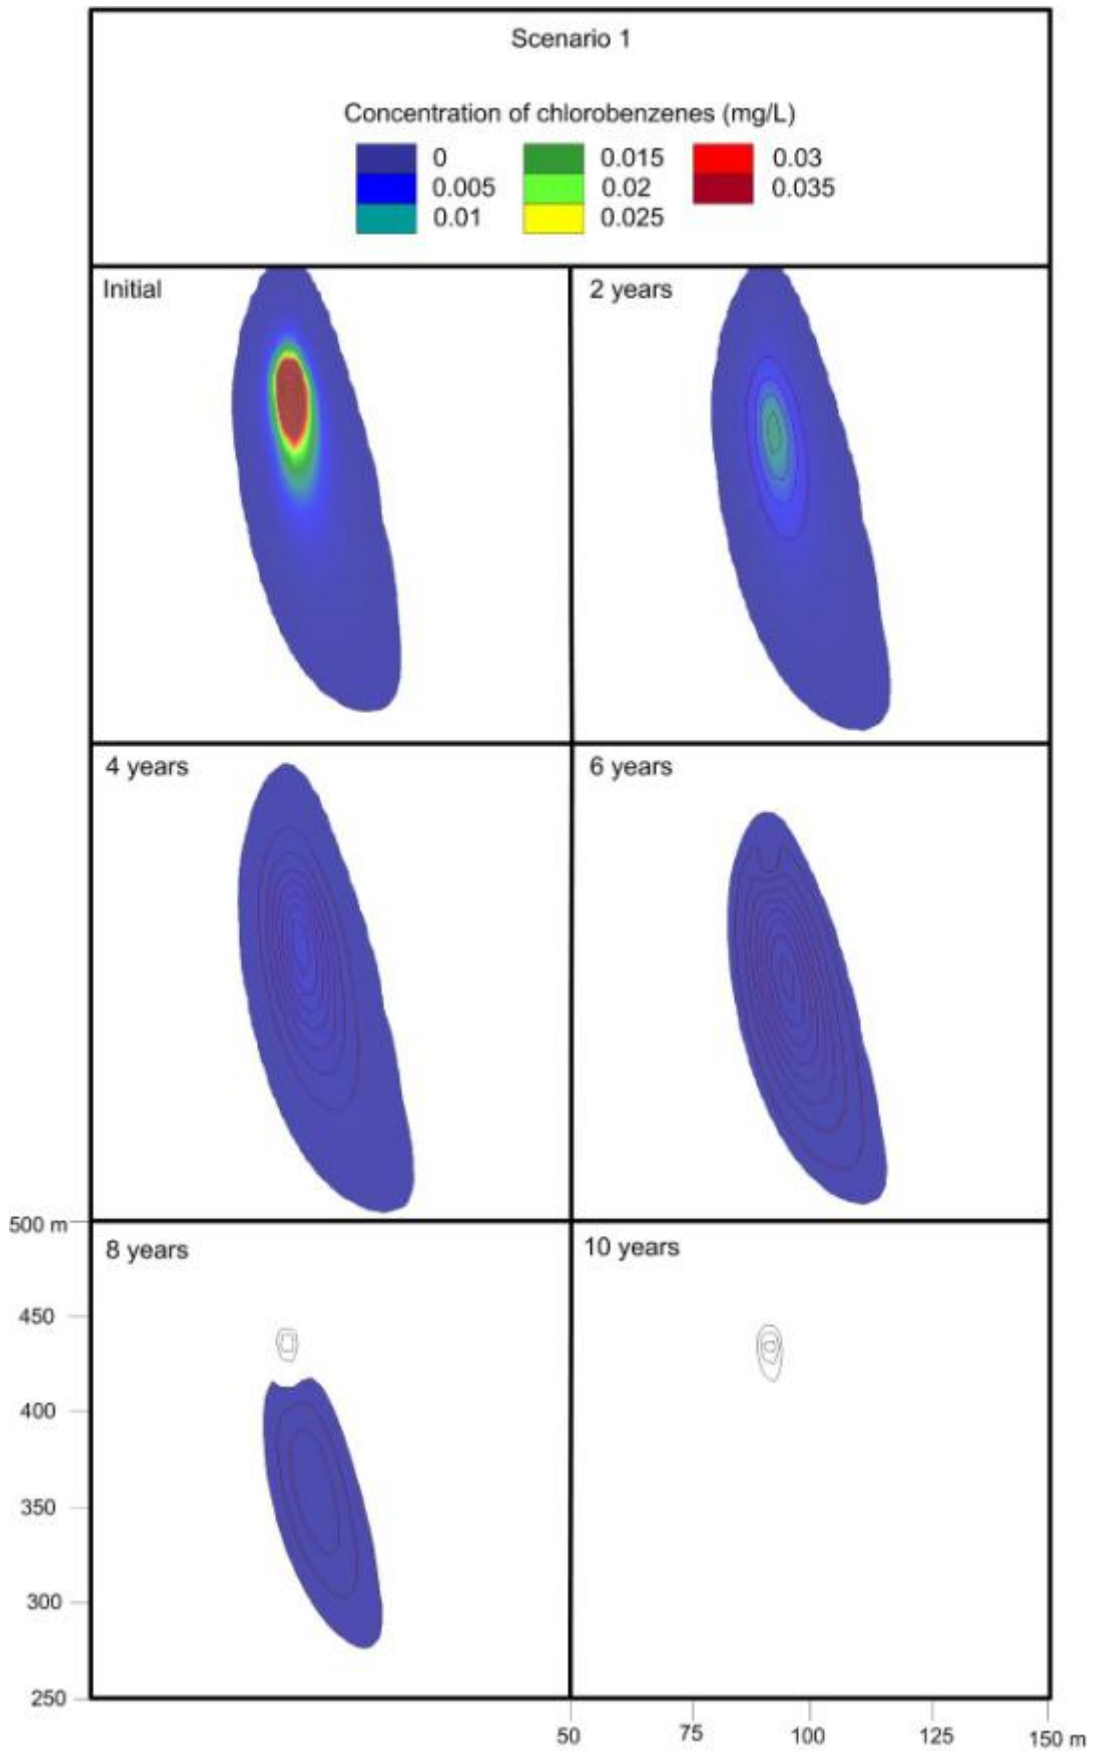 Scenario 1
Concentration of chlorobenzenes (mg/L)
0 0.015 0.03
0.005 0.02 0.035
0.01 0.025
Initial 2 years
4 years 6 years
500 m
8 years 10 years
450
400
350
300
250
50 75 100 125 150 m